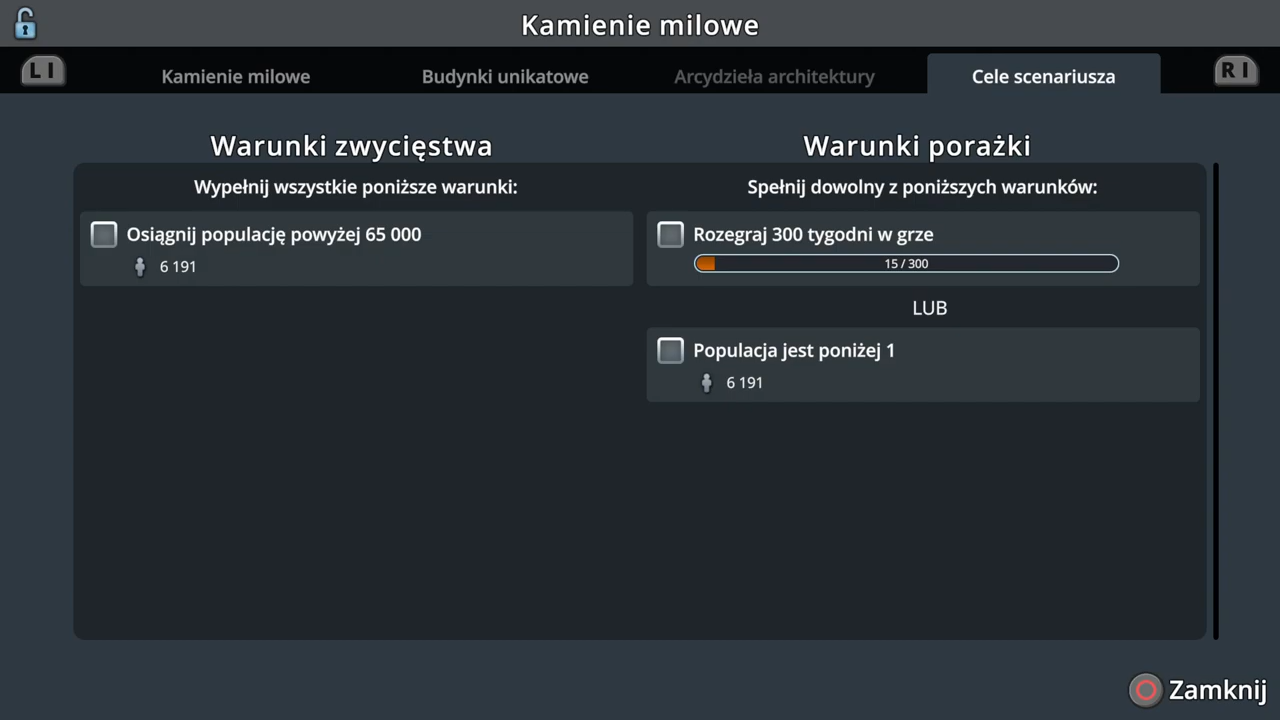 Kamienie milowe
L1
Kamienie milowe
Budynki unikatowe
Arcydzieła architektury
Cele scenariusza
R1
Warunki zwycięstwa
Wypełnij wszystkie poniższe warunki:
Osiągnij populację powyżej 65 000
6 191
Warunki porażki
Spełnij dowolny z poniższych warunków:
Rozegraj 300 tygodni w grze
15 / 300
LUB
Populacja jest poniżej 1
6 191
Zamknij